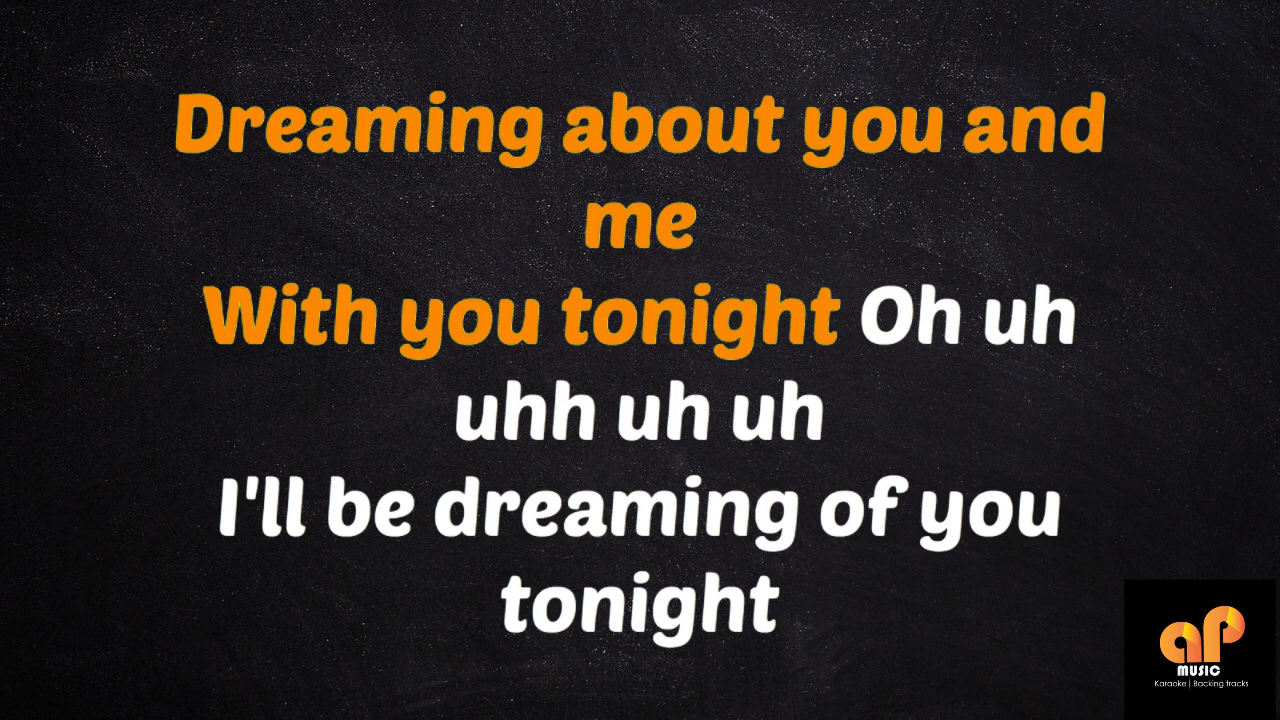 Dreaming about you and
me
With you tonight Oh uh
uhh uh uh
I'll be dreaming of you
tonight
aP
MUSIC
Karaoke | Backing tracks